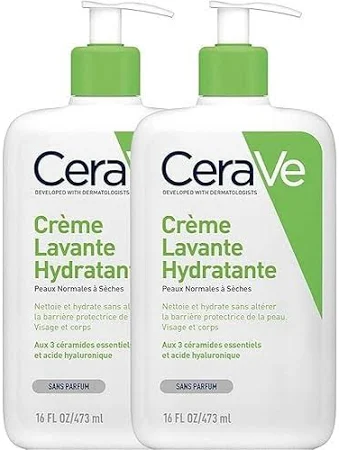 CeraVe
DEVELOPED WITH DERMATOLOGISTS
Crème
Lavante
Hydratant
Peaux Normales à Sèches
Nettoie et hydrate sans
la barrière protectrice de
Visage et corps
Aux 3 céramides essentiels
et acide hyaluronique
SANS PARFUM
16 FL OZ/473 ml
CeraVe
DEVELOPED WITH DERMATOLOGISTS
Crème
Lavante
Hydratante
Peaux Normales à Sèches
Nettoie et hydrate sans altérer
la barrière protectrice de la peau.
Visage et corps
Aux 3 céramides essentiels
et acide hyaluronique
SANS PARFUM
16 FL OZ/473 ml